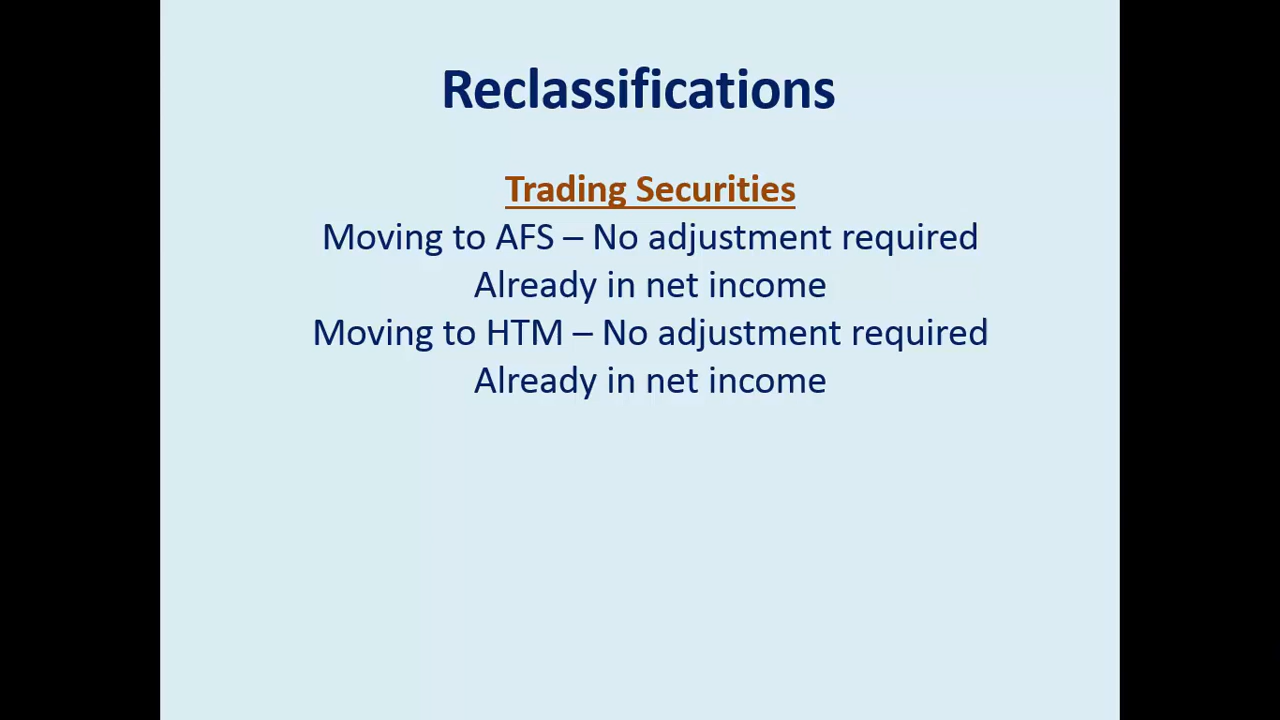 Reclassifications
Trading Securities
Moving to AFS – No adjustment required
Already in net income
Moving to HTM – No adjustment required
Already in net income